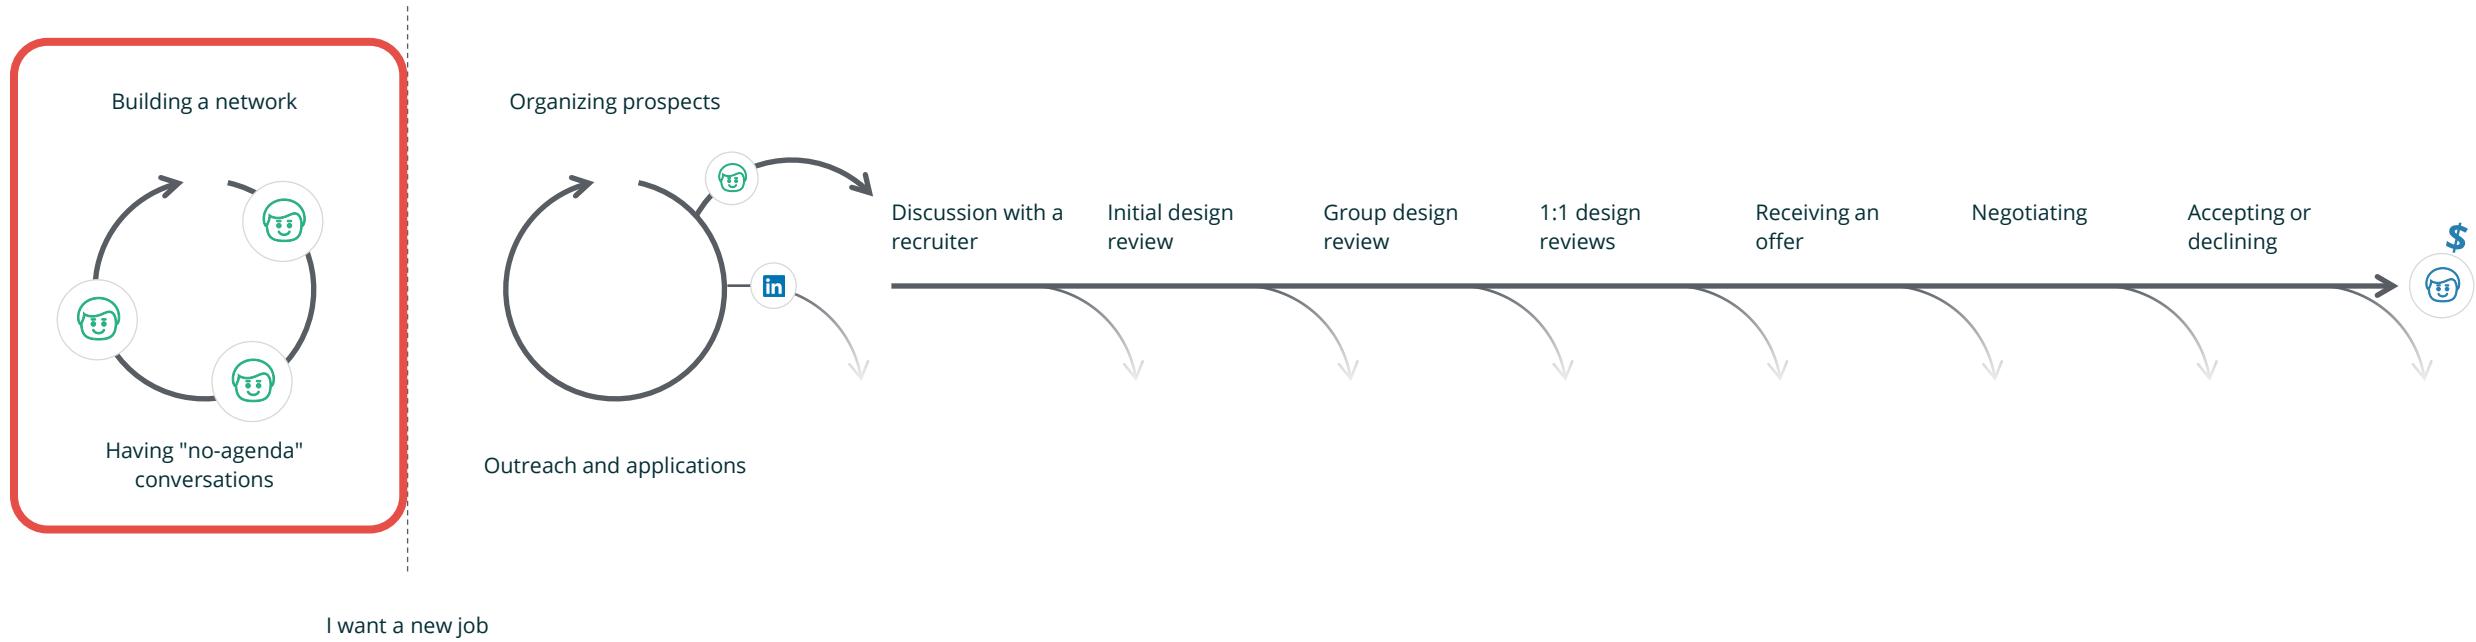 Building a network
Having "no-agenda"
conversations
Organizing prospects
in
Outreach and applications
Discussion with a
recruiter
Initial design
review
Group design
review
1:1 design
reviews
Receiving an
offer
Negotiating
Accepting or
declining
$
I want a new job